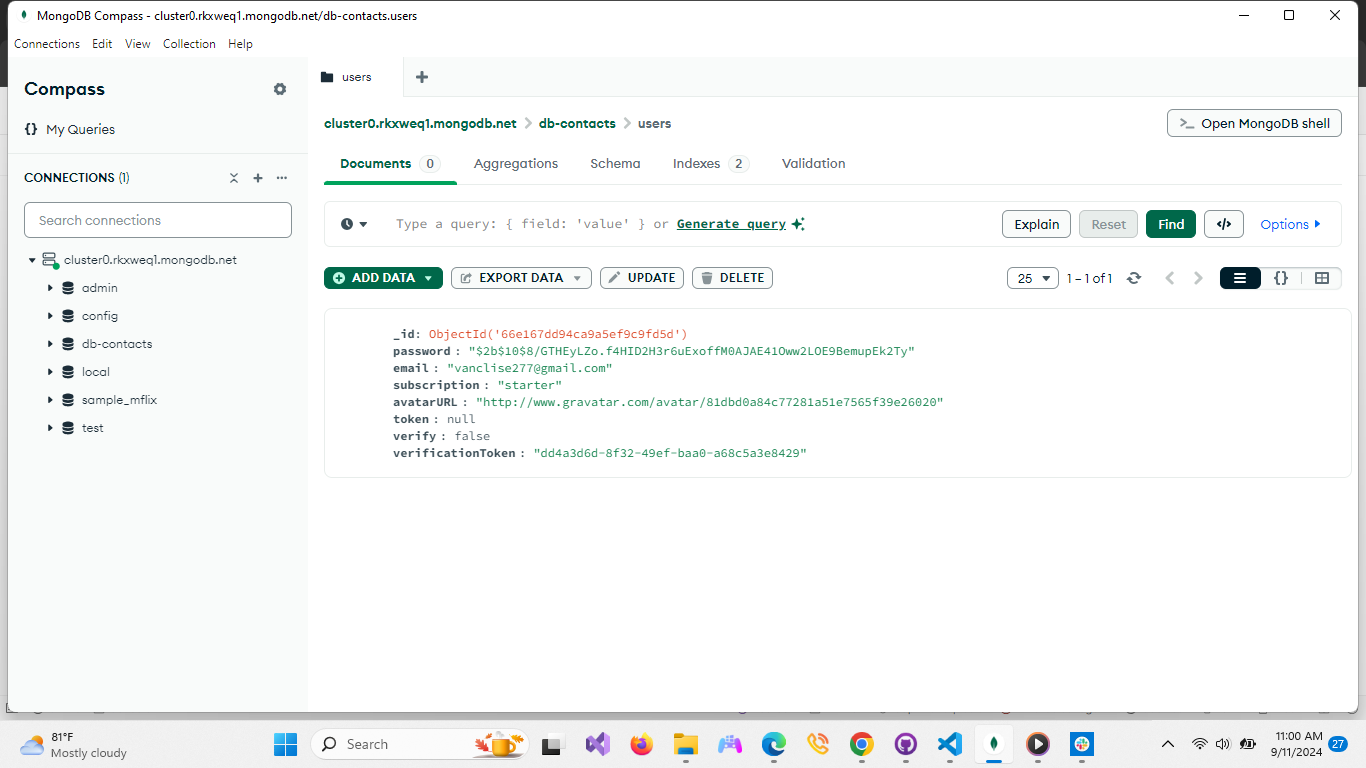 MongoDB Compass - cluster0.rkxweq1.mongodb.net/db-contacts.users
Connections Edit View Collection Help
Compass
{} My Queries
CONNECTIONS (1)
Search connections
cluster0.rkxweq1.mongodb.net
admin
config
db-contacts
local
sample_mflix
test
users
cluster0.rkxweq1.mongodb.net > db-contacts > users
>_ Open MongoDB shell
Documents 0 Aggregations Schema Indexes 2 Validation
Type a query: { field: 'value' } or Generate query
Explain Reset Find </> Options
ADD DATA EXPORT DATA UPDATE DELETE
25 1 – 1 of 1 {}
_id: ObjectId('66e167dd94ca9a5ef9c9fd5d')
password : "$2b$10$8/GTHEyLZo.f4HID2H3r6uExoffM0AJAE41Oww2LOE9BemupEk2Ty"
email : "vanclise277@gmail.com"
subscription : "starter"
avatarURL : "http://www.gravatar.com/avatar/81dbd0a84c77281a51e7565f39e26020"
token : null
verify : false
verificationToken : "dd4a3d6d-8f32-49ef-baa0-a68c5a3e8429"
81°F
Mostly cloudy
Search
11:00 AM
9/11/2024
27